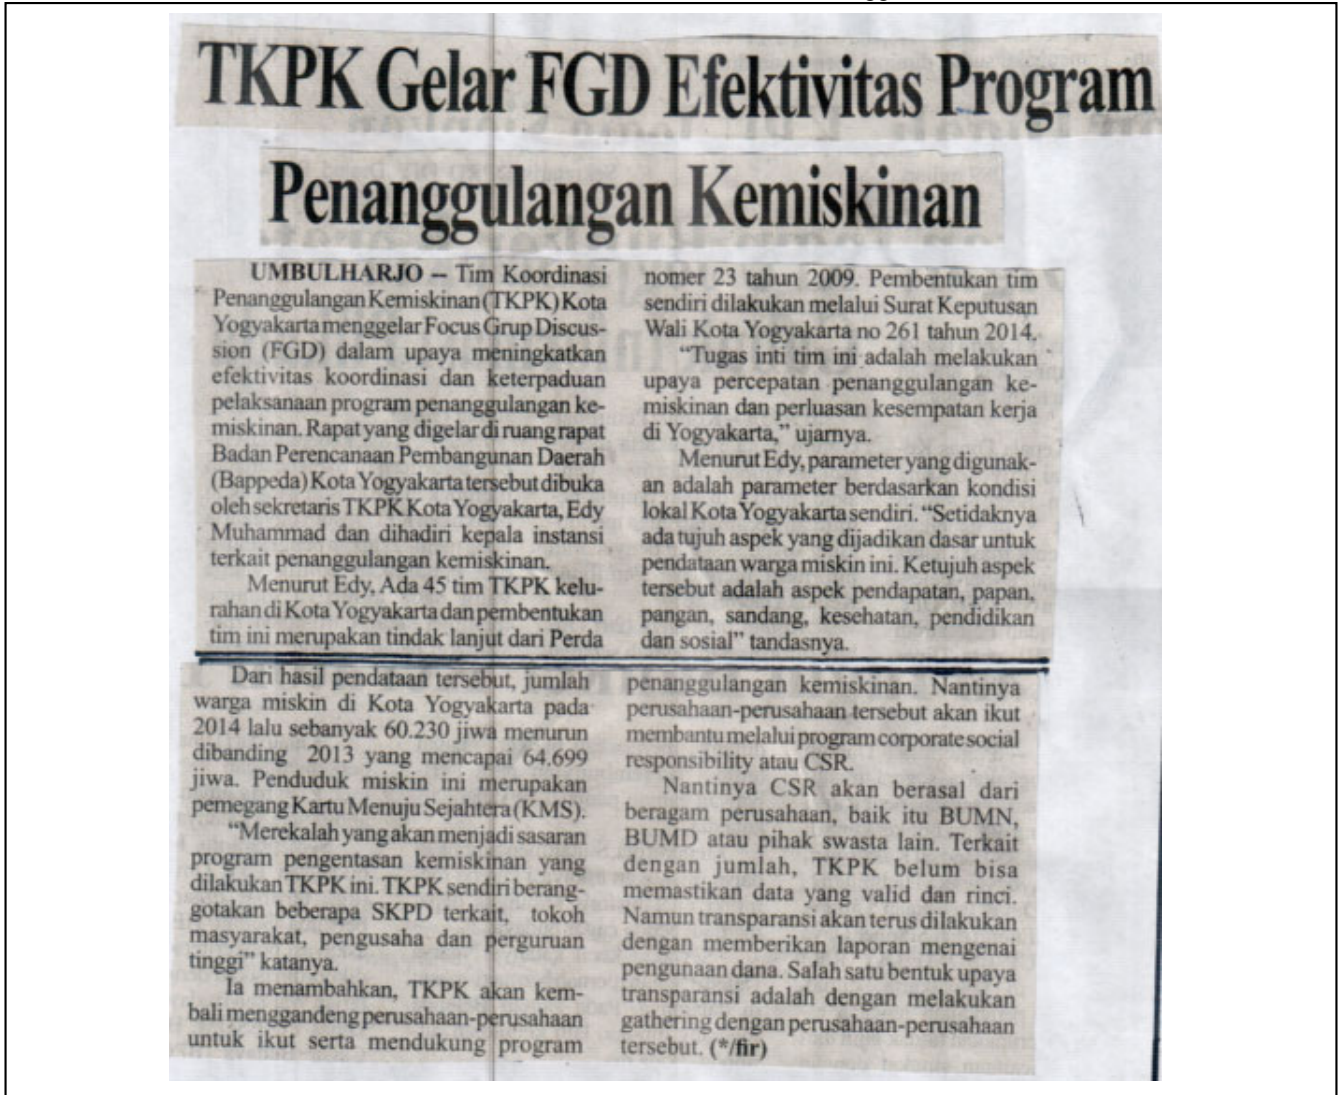 TKPK Gelar FGD Efektivitas Program
Penanggulangan Kemiskinan
UMBULHARJO -- Tim Koordinasi
Penanggulangan Kemiskinan (TKPK) Kota
Yogyakarta menggelar Focus Grup Discus-
sion (FGD) dalam upaya meningkatkan
efektivitas koordinasi dan keterpaduan
pelaksanaan program penanggulangan ke-
miskinan. Rapat yang digelar di ruang rapat
Badan Perencanaan Pembangunan Daerah
(Bappeda) Kota Yogyakarta tersebut dibuka
oleh sekretaris TKPK Kota Yogyakarta, Edy
Muhammad dan dihadiri kepala instansi
terkait penanggulangan kemiskinan.
Menurut Edy, Ada 45 tim TKPK kelu-
rahan di Kota Yogyakarta dan pembentukan
tim ini merupakan tindak lanjut dari Perda
nomer 23 tahun 2009. Pembentukan tim
sendiri dilakukan melalui Surat Keputusan
Wali Kota Yogyakarta no 261 tahun 2014.
"Tugas inti tim ini adalah melakukan
upaya percepatan penanggulangan ke-
miskinan dan perluasan kesempatan kerja
di Yogyakarta," ujarnya.
Menurut Edy, parameter yang digunak-
an adalah parameter berdasarkan kondisi
lokal Kota Yogyakarta sendiri. "Setidaknya
ada tujuh aspek yang dijadikan dasar untuk
pendataan warga miskin ini. Ketujuh aspek
tersebut adalah aspek pendapatan, papan,
pangan, sandang, kesehatan, pendidikan
dan sosial" tandasnya.
Dari hasil pendataan tersebut, jumlah
warga miskin di Kota Yogyakarta pada
2014 lalu sebanyak 60.230 jiwa menurun
dibanding 2013 yang mencapai 64.699
jiwa. Penduduk miskin ini merupakan
pemegang Kartu Menuju Sejahtera (KMS).
"Merekalah yang akan menjadi sasaran
program pengentasan kemiskinan yang
dilakukan TKPK ini. TKPK sendiri berang-
gotakan beberapa SKPD terkait, tokoh
masyarakat, pengusaha dan perguruan
tinggi" katanya.
Ia menambahkan, TKPK akan kem-
bali menggandeng perusahaan-perusahaan
untuk ikut serta mendukung program
penanggulangan kemiskinan. Nantinya
perusahaan-perusahaan tersebut akan ikut
membantu melalui program corporate social
responsibility atau CSR.
Nantinya CSR akan berasal dari
beragam perusahaan, baik itu BUMN,
BUMD atau pihak swasta lain. Terkait
dengan jumlah, TKPK belum bisa
memastikan data yang valid dan rinci.
Namun transparansi akan terus dilakukan
dengan memberikan laporan mengenai
pengunaan dana. Salah satu bentuk upaya
transparansi adalah dengan melakukan
gathering dengan perusahaan-perusahaan
tersebut. (*/fir)